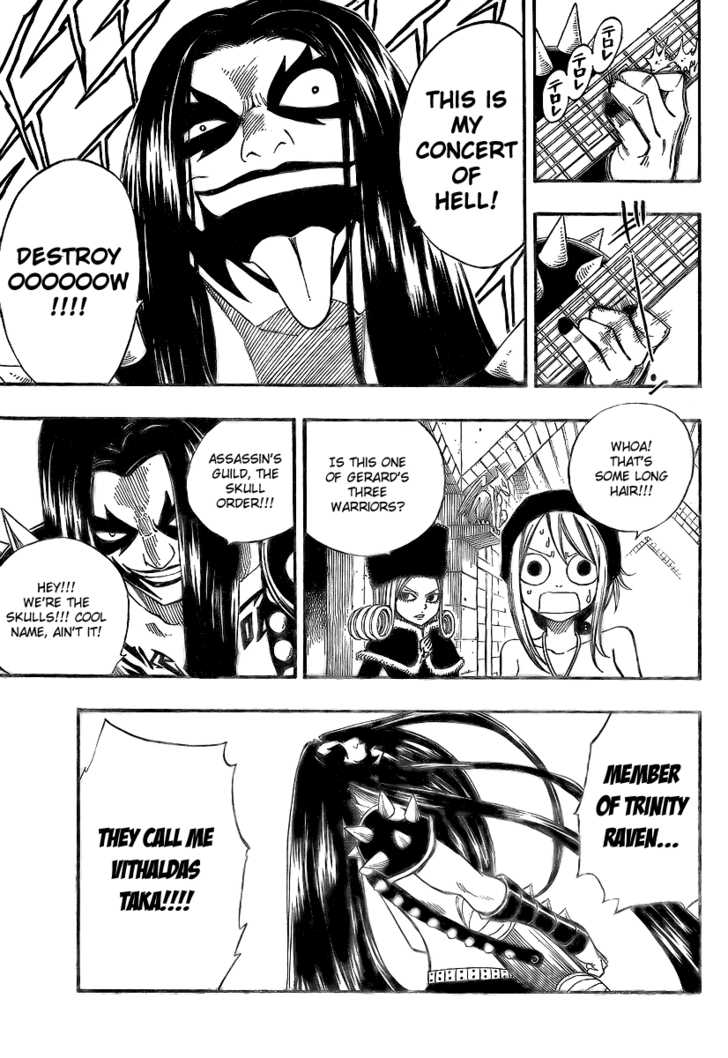 テロレ
テロレ
テロレ
THIS IS
MY
CONCERT
OF
HELL!
DESTROY
OOOOOOW
!!!!
WHOA!
THAT'S
SOME LONG
HAIR!!!
IS THIS ONE
OF GERARD'S
THREE
WARRIORS?
ASSASSIN'S
GUILD, THE
SKULL
ORDER!!!
HEY!!!
WE'RE THE
SKULLS!!! COOL
NAME, AIN'T IT!
MEMBER
OF TRINITY
RAVEN...
THEY CALL ME
VITHALDAS
TAKA!!!!